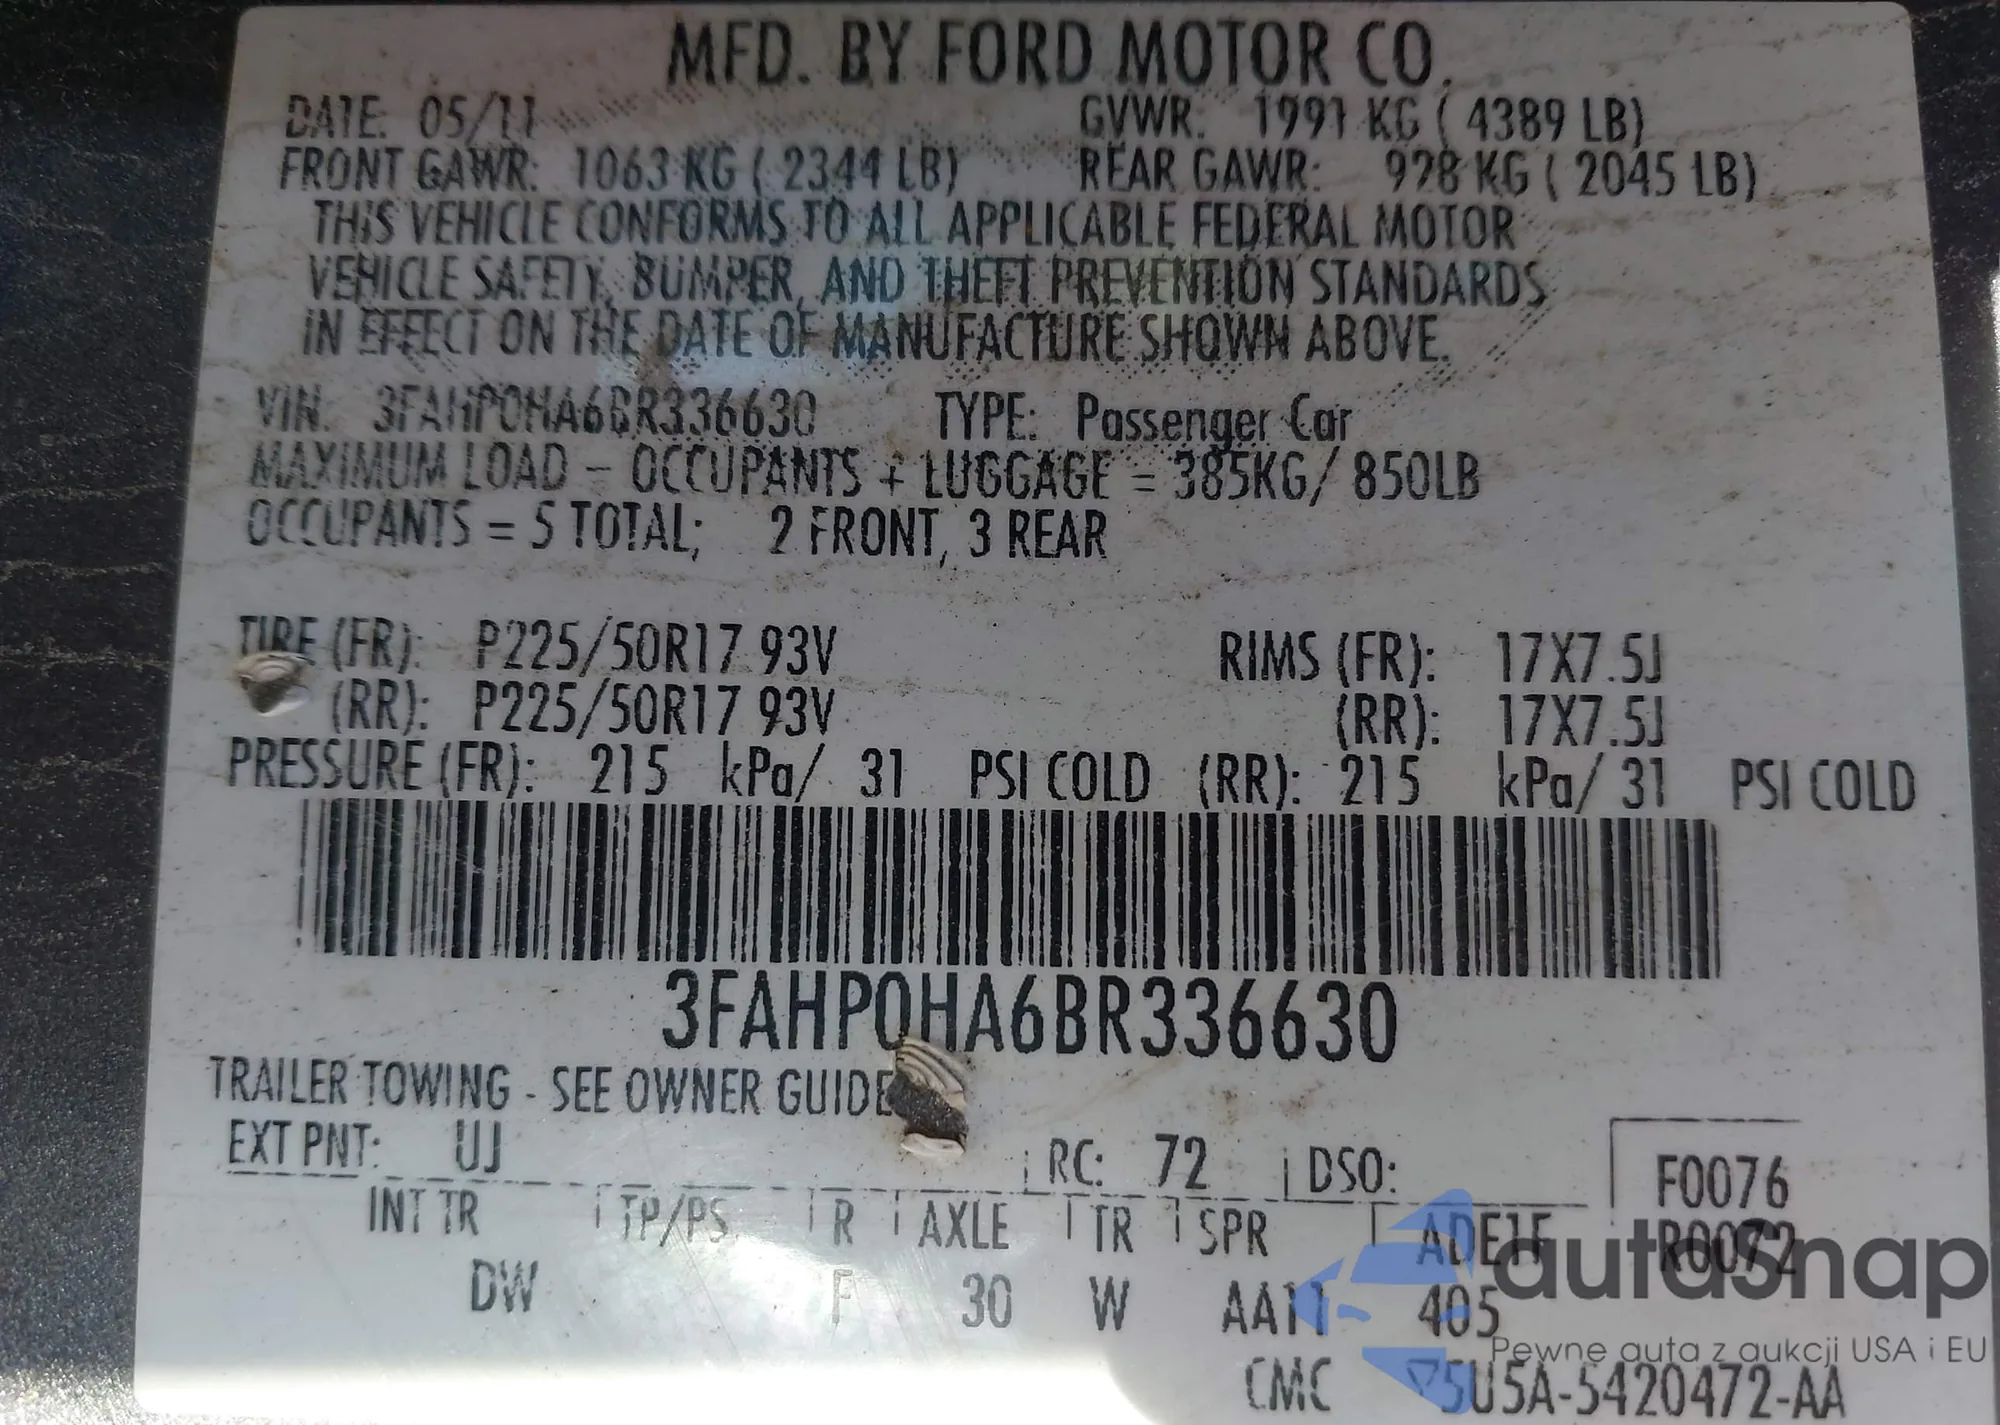 MFD. BY FORD MOTOR CO.
DATE: 05/11 GVWR: 1991 KG ( 4389 LB)
FRONT GAWR: 1063 KG ( 2344 LB) REAR GAWR: 928 KG ( 2045 LB)
THIS VEHICLE CONFORMS TO ALL APPLICABLE FEDERAL MOTOR
VEHICLE SAFETY, BUMPER, AND THEFT PREVENTION STANDARDS
IN EFFECT ON THE DATE OF MANUFACTURE SHOWN ABOVE.
VIN: 3FAHP0HA6BR336630 TYPE: Passenger Car
MAXIMUM LOAD - OCCUPANTS + LUGGAGE = 385KG/ 850LB
OCCUPANTS = 5 TOTAL; 2 FRONT, 3 REAR
TIRE (FR): P225/50R17 93V RIMS (FR): 17X7.5J
(RR): P225/50R17 93V (RR): 17X7.5J
PRESSURE (FR): 215 kPa/ 31 PSI COLD (RR): 215 kPa/ 31 PSI COLD
3FAHP0HA6BR336630
TRAILER TOWING - SEE OWNER GUIDE
EXT PNT: UJ RC: 72 DSO: F0076
INT TR TP/PS R AXLE TR SPR ADE1F R0072
DW F 30 W AA11 405
autosnap
Pewne auta z aukcji USA i EU
CMC 5U5A-5420472-AA